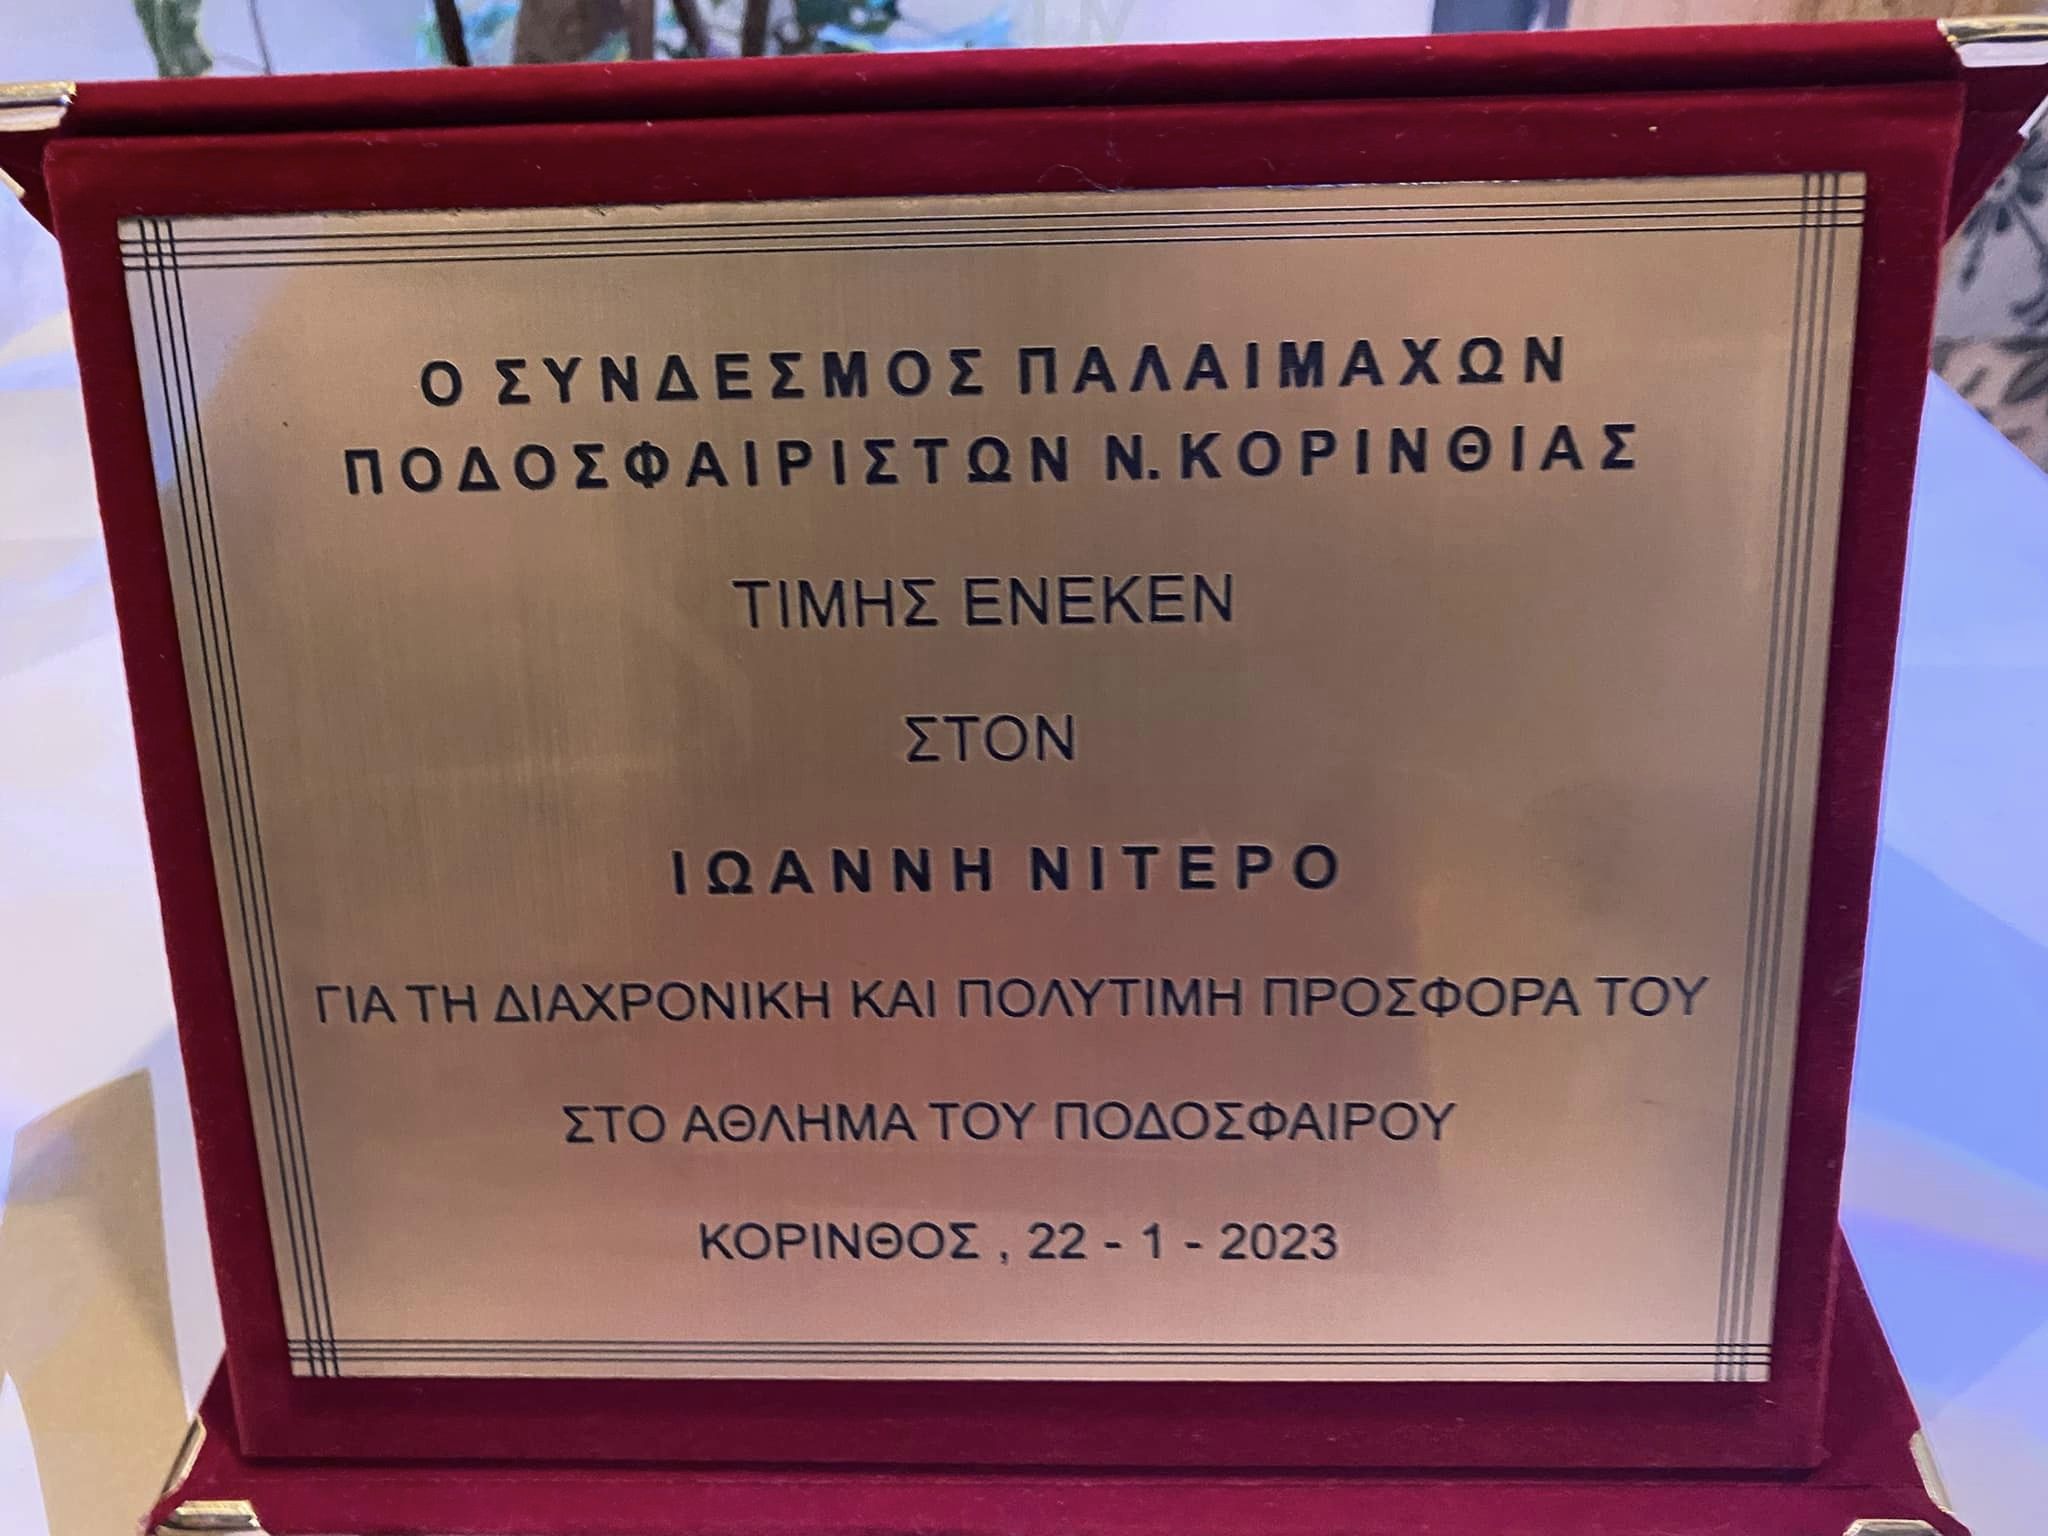 Ο ΣΥΝΔΕΣΜΟΣ ΠΑΛΑΙΜΑΧΩΝ
ΠΟΔΟΣΦΑΙΡΙΣΤΩΝ Ν. ΚΟΡΙΝΘΙΑΣ
ΤΙΜΗΣ ΕΝΕΚΕΝ
ΣΤΟΝ
ΙΩΑΝΝΗ ΝΙΤΕΡΟ
ΓΙΑ ΤΗ ΔΙΑΧΡΟΝΙΚΗ ΚΑΙ ΠΟΛΥΤΙΜΗ ΠΡΟΣΦΟΡΑ ΤΟΥ
ΣΤΟ ΑΘΛΗΜΑ ΤΟΥ ΠΟΔΟΣΦΑΙΡΟΥ
ΚΟΡΙΝΘΟΣ , 22 - 1 - 2023